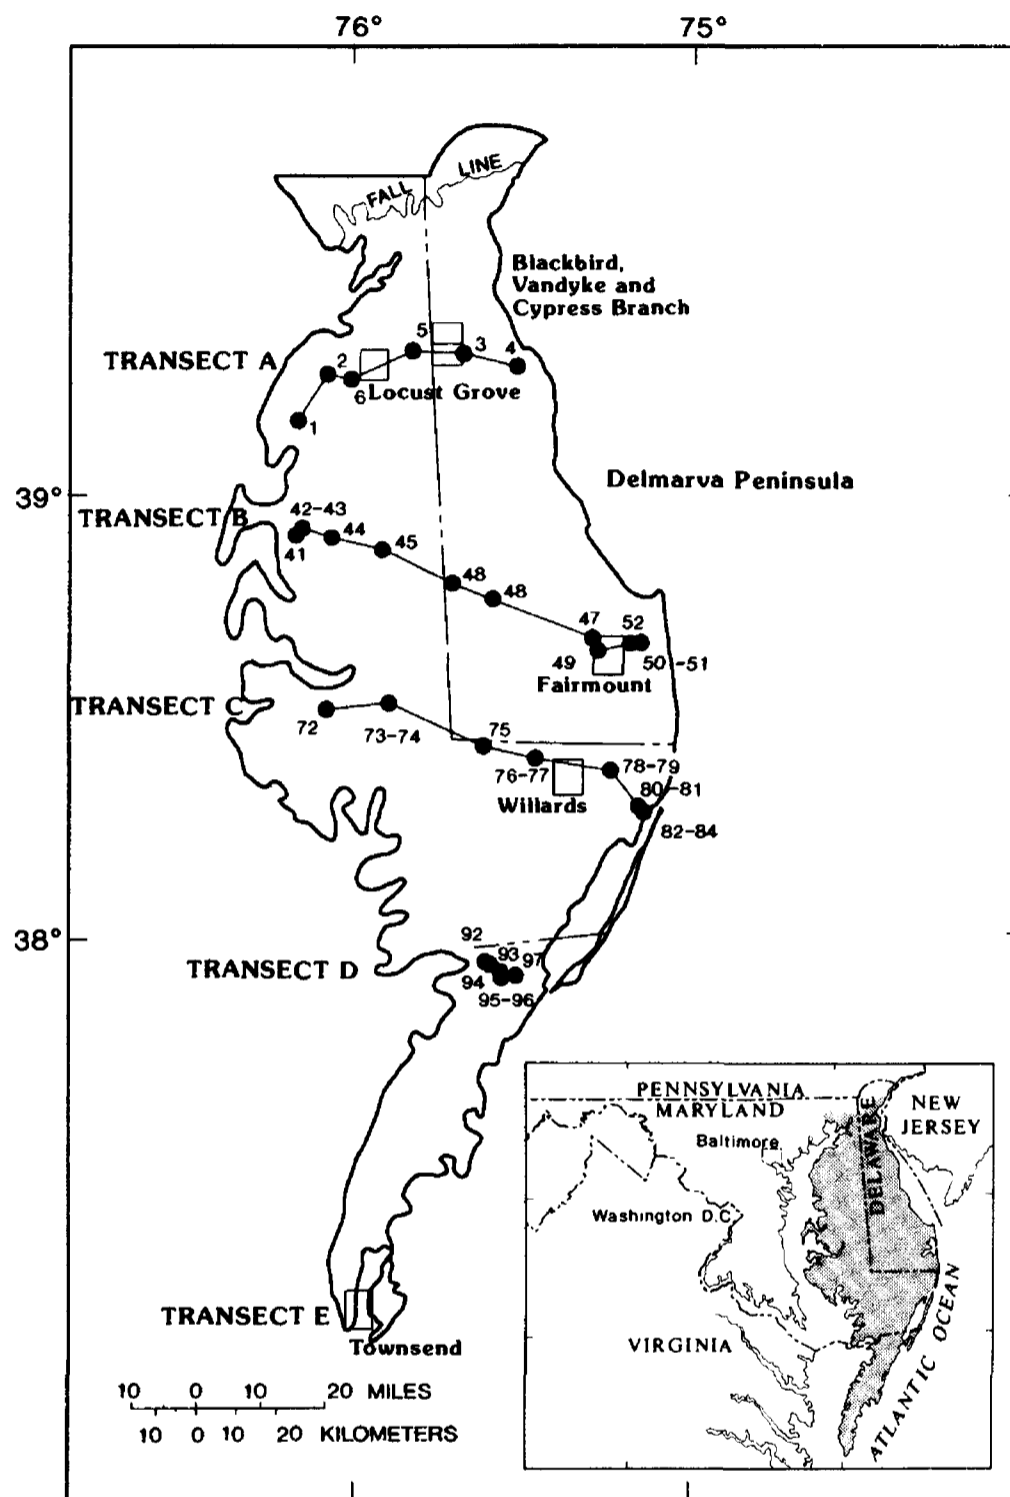 76° 75°
FALL LINE
Blackbird,
Vandyke and
Cypress Branch
TRANSECT A
5
3
4
2
6
Locust Grove
1
Delmarva Peninsula
39°
TRANSECT B
42-43
41
44
45
48
48
47
52
49
50-51
Fairmount
TRANSECT C
72
73-74
75
76-77
78-79
80-81
Willards
82-84
38°
92
93
97
94
95-96
TRANSECT D
TRANSECT E
Townsend
10 0 10 20 MILES
10 0 10 20 KILOMETERS
PENNSYLVANIA
MARYLAND
NEW
JERSEY
Baltimore
DELAWARE
Washington D.C
VIRGINIA
ATLANTIC OCEAN